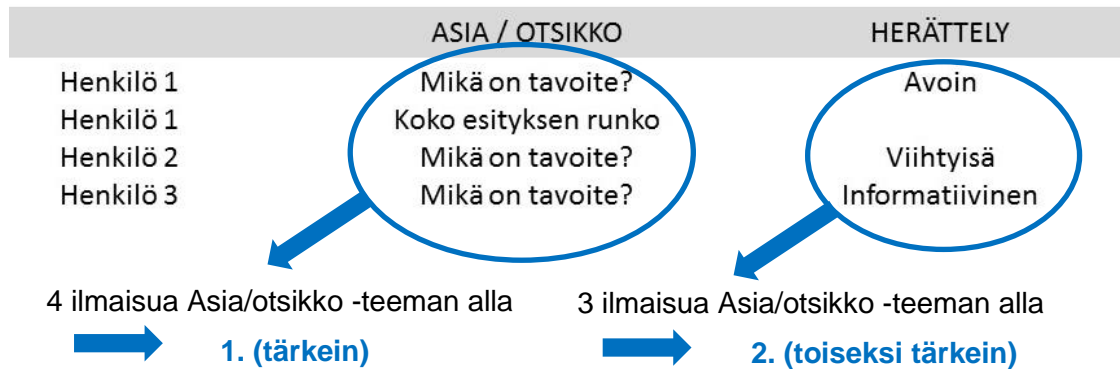 ASIA / OTSIKKO HERÄTTELY
Henkilö 1 Mikä on tavoite? Avoin
Henkilö 1 Koko esityksen runko
Henkilö 2 Mikä on tavoite? Viihtyisä
Henkilö 3 Mikä on tavoite? Informatiivinen
4 ilmaisua Asia/otsikko -teeman alla 3 ilmaisua Asia/otsikko -teeman alla
1. (tärkein) 2. (toiseksi tärkein)